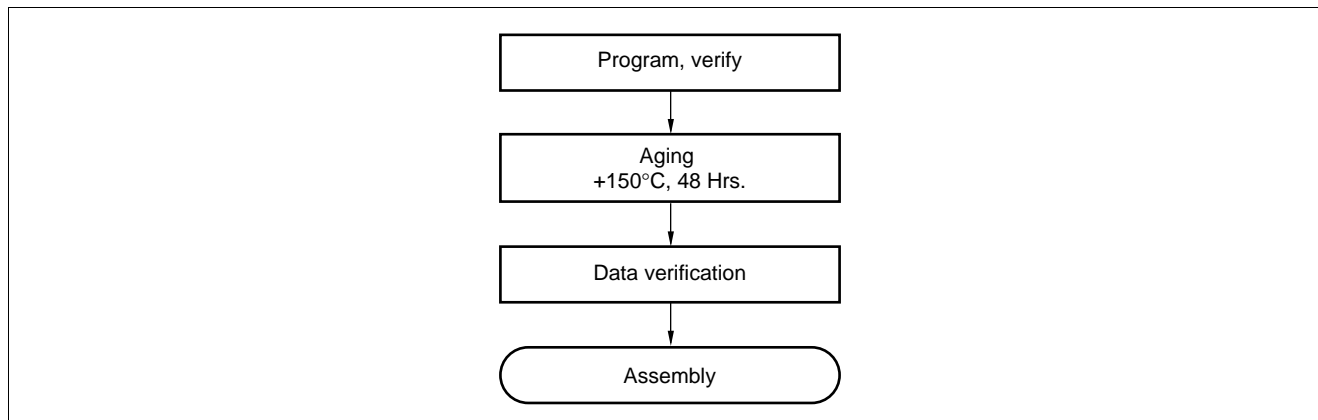 Program, verify
Aging
+150°C, 48 Hrs.
Data verification
Assembly